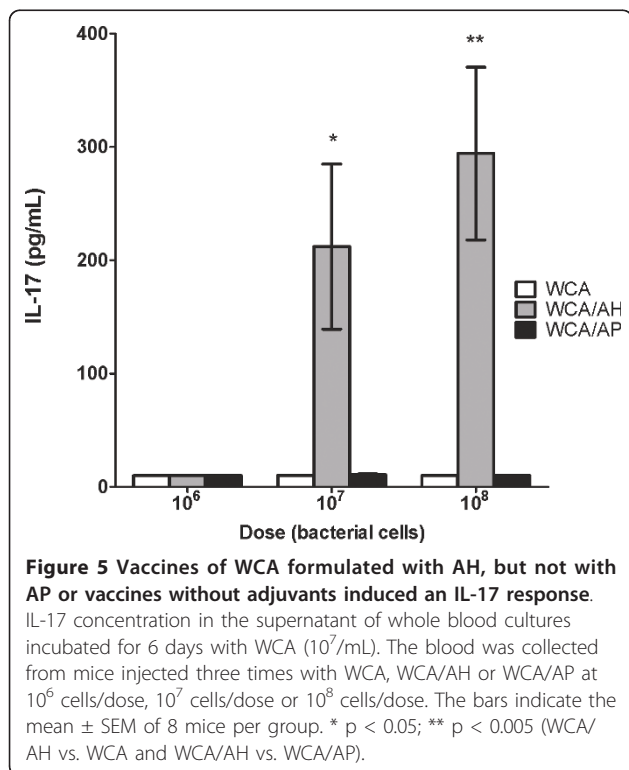 400
300
200
100
0
IL-17 (pg/mL)
*
**
WCA
WCA/AH
WCA/AP
10⁶ 10⁷ 10⁸
Dose (bacterial cells)
Figure 5 Vaccines of WCA formulated with AH, but not with
AP or vaccines without adjuvants induced an IL-17 response.
IL-17 concentration in the supernatant of whole blood cultures
incubated for 6 days with WCA (10⁷/mL). The blood was collected
from mice injected three times with WCA, WCA/AH or WCA/AP at
10⁶ cells/dose, 10⁷ cells/dose or 10⁸ cells/dose. The bars indicate the
mean ± SEM of 8 mice per group. * p < 0.05; ** p < 0.005 (WCA/
AH vs. WCA and WCA/AH vs. WCA/AP).